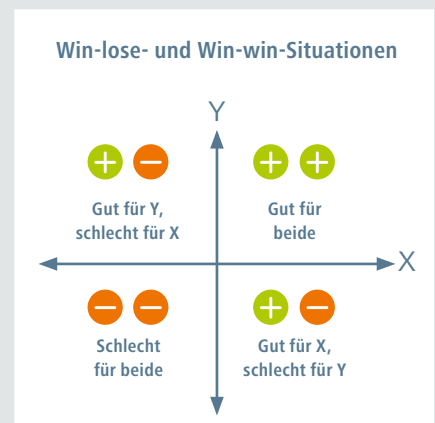 Win-lose- und Win-win-Situationen
Y
+ −
+ +
Gut für Y,
schlecht für X
Gut für
beide
X
− −
+ −
Schlecht
für beide
Gut für X,
schlecht für Y